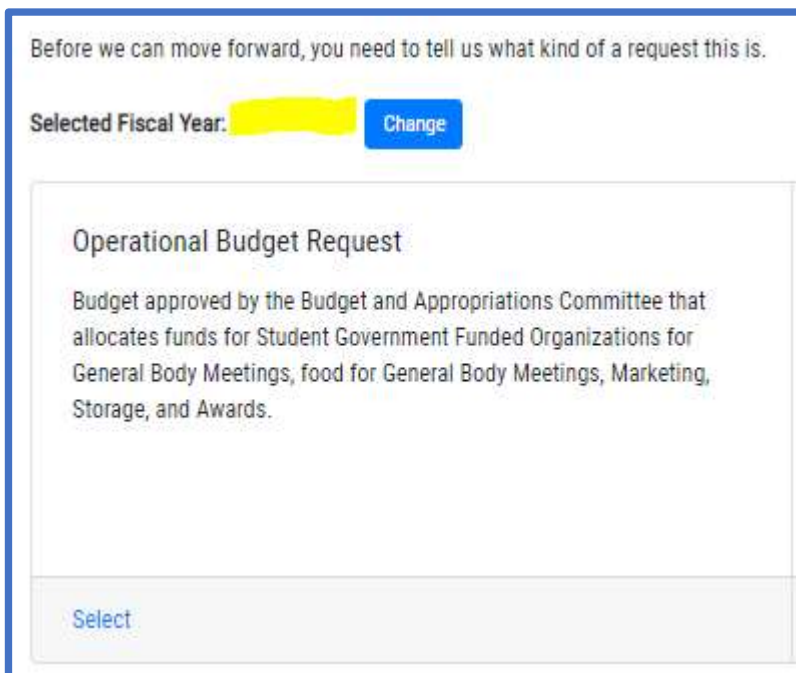 Before we can move forward, you need to tell us what kind of a request this is.
Selected Fiscal Year:
Change
Operational Budget Request
Budget approved by the Budget and Appropriations Committee that
allocates funds for Student Government Funded Organizations for
General Body Meetings, food for General Body Meetings, Marketing,
Storage, and Awards.
Select